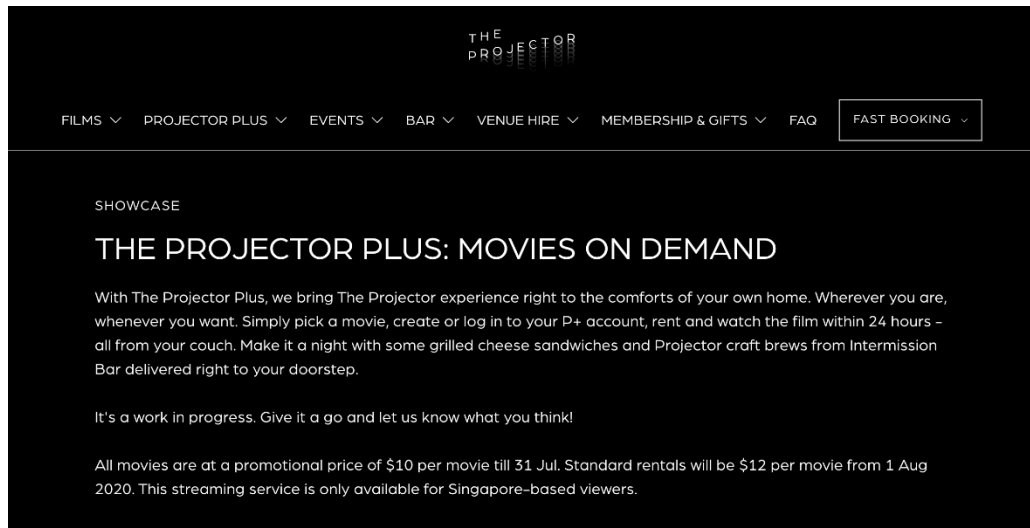 THE
PROJECTOR
FILMS PROJECTOR PLUS EVENTS BAR VENUE HIRE MEMBERSHIP & GIFTS FAQ FAST BOOKING
SHOWCASE
THE PROJECTOR PLUS: MOVIES ON DEMAND
With The Projector Plus, we bring The Projector experience right to the comforts of your own home. Wherever you are,
whenever you want. Simply pick a movie, create or log in to your P+ account, rent and watch the film within 24 hours –
all from your couch. Make it a night with some grilled cheese sandwiches and Projector craft brews from Intermission
Bar delivered right to your doorstep.
It's a work in progress. Give it a go and let us know what you think!
All movies are at a promotional price of $10 per movie till 31 Jul. Standard rentals will be $12 per movie from 1 Aug
2020. This streaming service is only available for Singapore-based viewers.